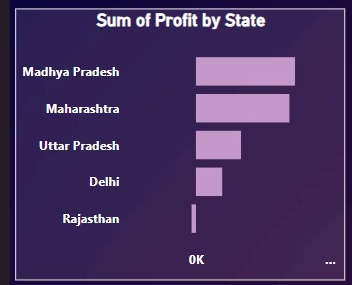 Sum of Profit by State
Madhya Pradesh
Maharashtra
Uttar Pradesh
Delhi
Rajasthan
0K
...